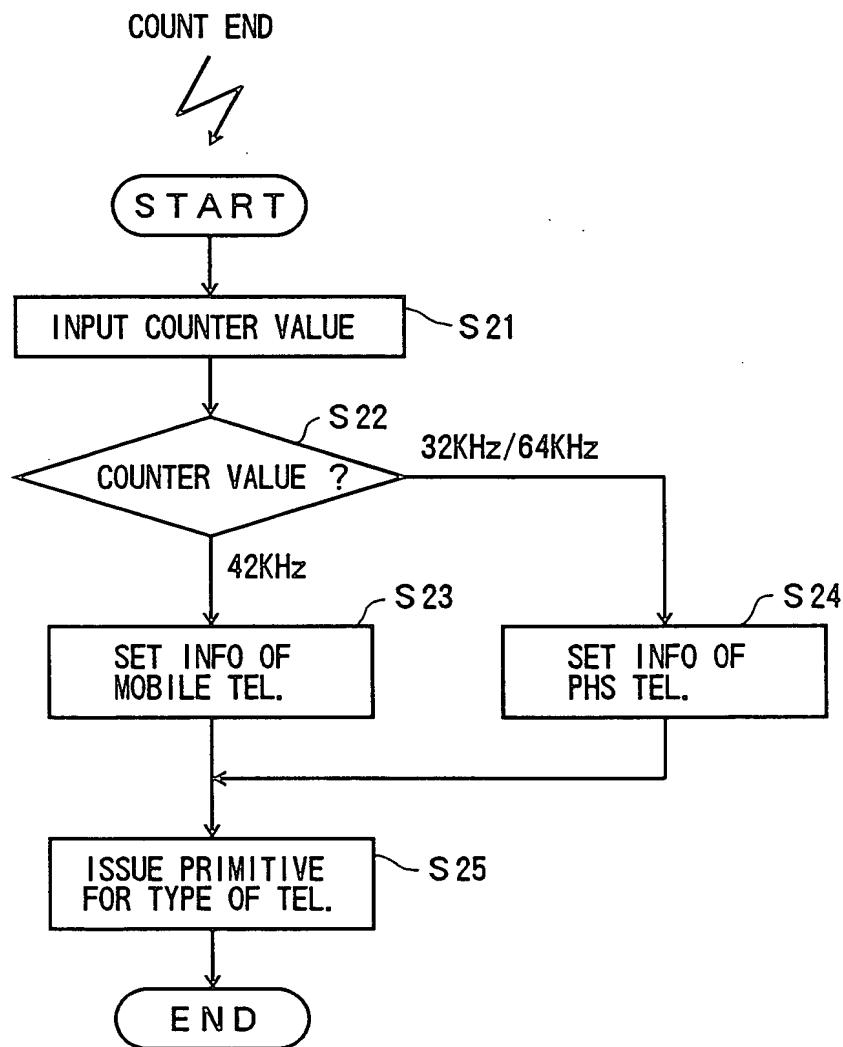 COUNT END
START
INPUT COUNTER VALUE
S21
S22
COUNTER VALUE ?
32KHz/64KHz
42KHz
S23
SET INFO OF
MOBILE TEL.
S24
SET INFO OF
PHS TEL.
ISSUE PRIMITIVE
FOR TYPE OF TEL.
S25
END